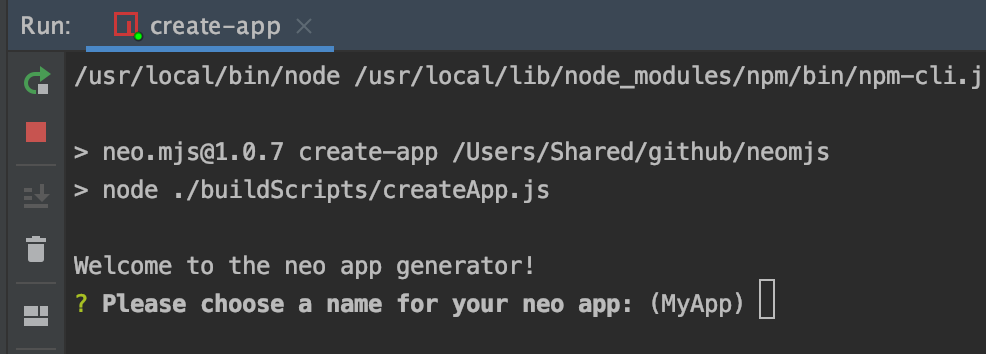 Run: create-app
/usr/local/bin/node /usr/local/lib/node_modules/npm/bin/npm-cli.j
> neo.mjs@1.0.7 create-app /Users/Shared/github/neomjs
> node ./buildScripts/createApp.js
Welcome to the neo app generator!
? Please choose a name for your neo app: (MyApp)